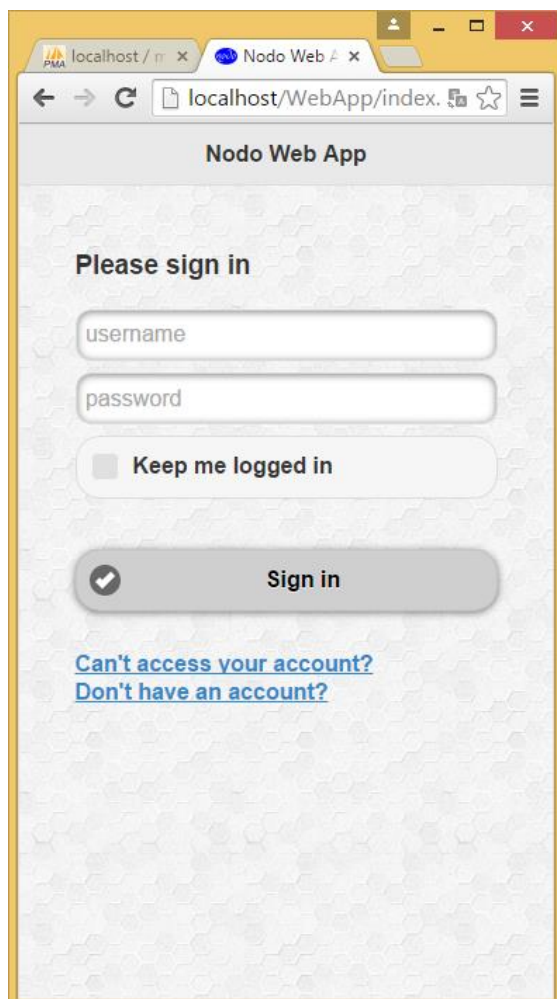 PMA localhost / m
Nodo Web A
localhost/WebApp/index.
Nodo Web App
Please sign in
username
password
Keep me logged in
Sign in
Can't access your account?
Don't have an account?